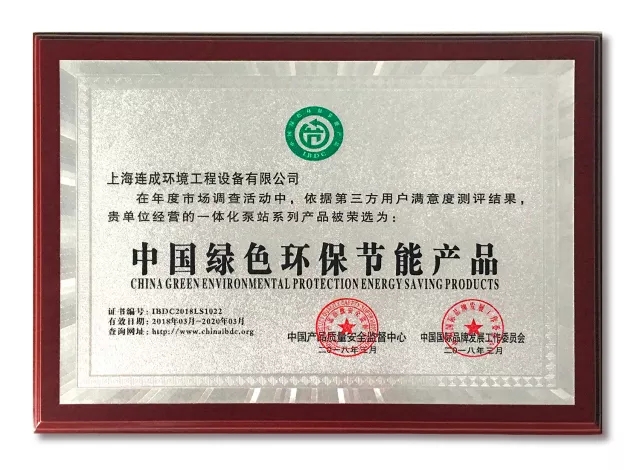 IBDC
上海连成环境工程设备有限公司
在年度市场调查活动中，依据第三方用户满意度测评结果，
贵单位经营的一体化泵站系列产品被荣选为：
中国绿色环保节能产品
CHINA GREEN ENVIRONMENTAL PROTECTION ENERGY SAVING PRODUCTS
证书编号：IBDC2018LS1022
有效日期：2018年03月~2020年03月
查询网址：http://www.chinaibdc.org
中国产品质量安全监督中心
二〇一八年三月
中国国际品牌发展工作委员会
二〇一八年三月